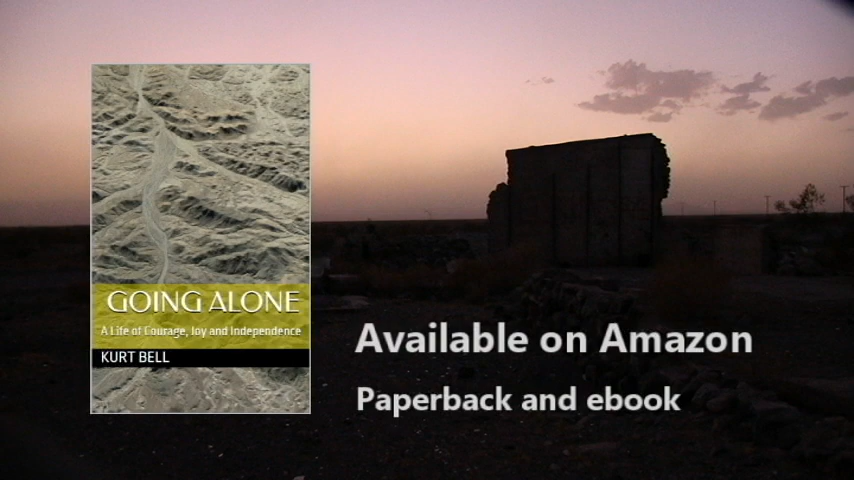 GOING ALONE
A Life of Courage, Joy and Independence
KURT BELL
Available on Amazon
Paperback and ebook